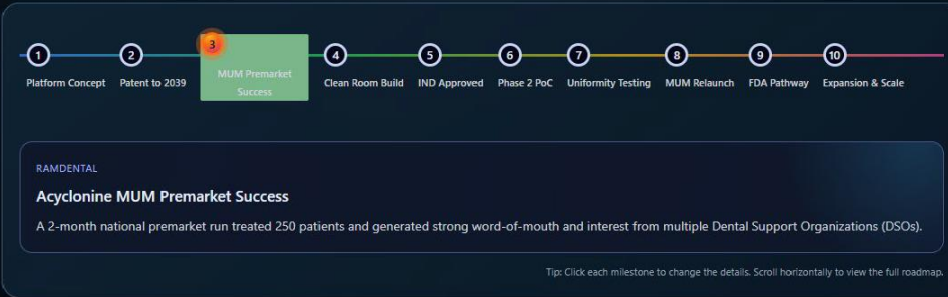 1
2
3
4
5
6
7
8
9
10
Platform Concept
Patent to 2039
MUM Premarket
Success
Clean Room Build
IND Approved
Phase 2 PoC
Uniformity Testing
MUM Relaunch
FDA Pathway
Expansion & Scale
RAMDENTAL
Acyclonine MUM Premarket Success
A 2-month national premarket run treated 250 patients and generated strong word-of-mouth and interest from multiple Dental Support Organizations (DSOs).
Tip: Click each milestone to change the details. Scroll horizontally to view the full roadmap.